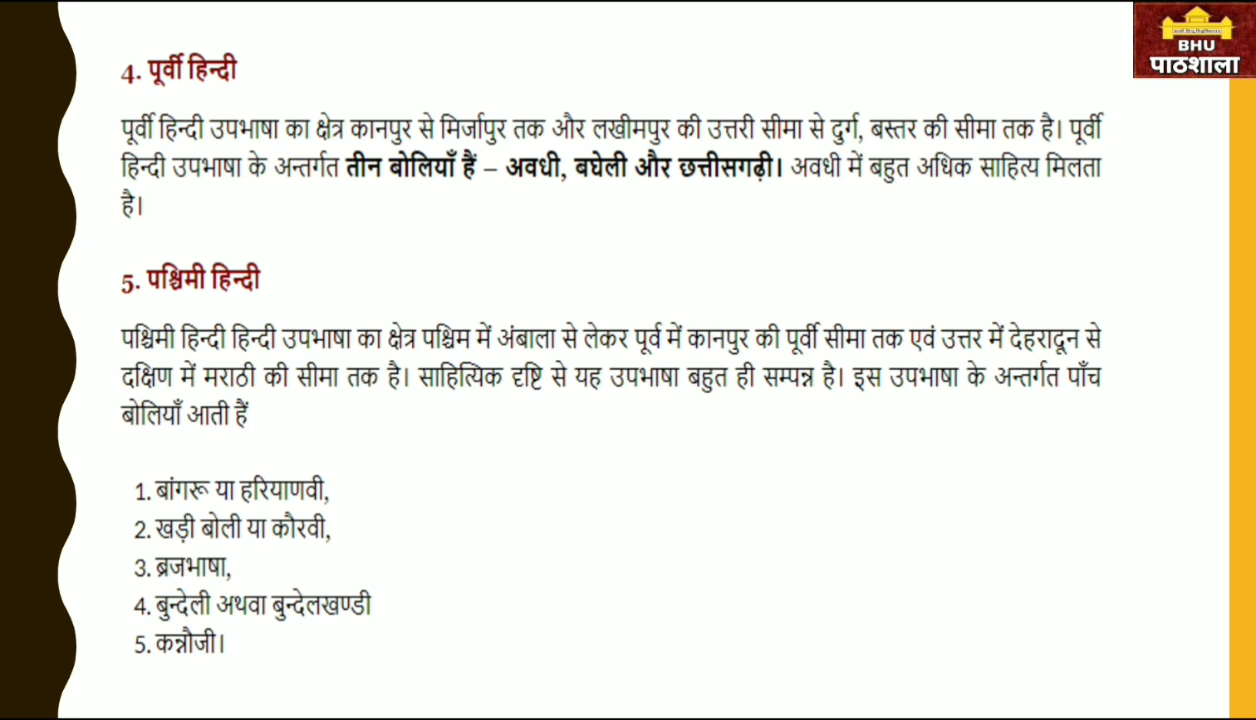 BHU
पाठशाला
4. पूर्वी हिन्दी
पूर्वी हिन्दी उपभाषा का क्षेत्र कानपुर से मिर्जापुर तक और लखीमपुर की उत्तरी सीमा से दुर्ग, बस्तर की सीमा तक है। पूर्वी
हिन्दी उपभाषा के अन्तर्गत तीन बोलियाँ हैं – अवधी, बघेली और छत्तीसगढ़ी। अवधी में बहुत अधिक साहित्य मिलता
है।
5. पश्चिमी हिन्दी
पश्चिमी हिन्दी हिन्दी उपभाषा का क्षेत्र पश्चिम में अंबाला से लेकर पूर्व में कानपुर की पूर्वी सीमा तक एवं उत्तर में देहरादून से
दक्षिण में मराठी की सीमा तक है। साहित्यिक दृष्टि से यह उपभाषा बहुत ही सम्पन्न है। इस उपभाषा के अन्तर्गत पाँच
बोलियाँ आती हैं
1. बांगरू या हरियाणवी,
2. खड़ी बोली या कौरवी,
3. ब्रजभाषा,
4. बुन्देली अथवा बुन्देलखण्डी
5. कन्नौजी।